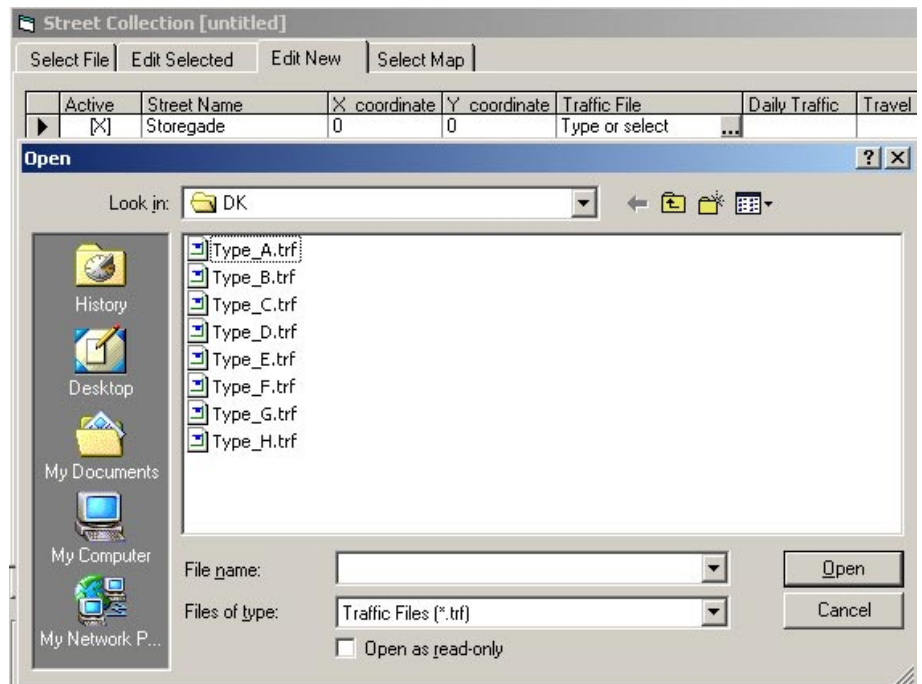 Street Collection [untitled]
Select File Edit Selected Edit New Select Map
Active Street Name X coordinate Y coordinate Traffic File Daily Traffic Travel
[X] Storegade 0 0 Type or select ...
Open
Look in: DK
History
Desktop
My Documents
My Computer
My Network P...
Type_A.trf
Type_B.trf
Type_C.trf
Type_D.trf
Type_E.trf
Type_F.trf
Type_G.trf
Type_H.trf
File name:
Open
Files of type: Traffic Files (*.trf)
Cancel
Open as read-only